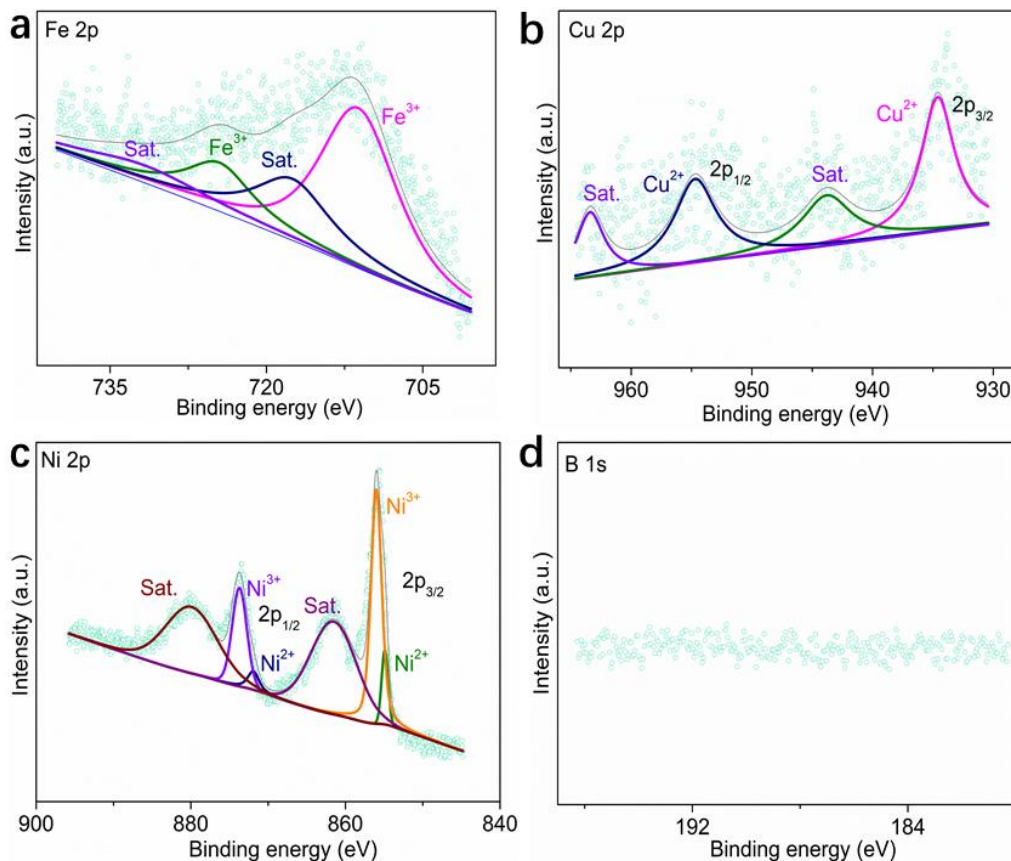 a
Fe 2p
Sat.
Fe³⁺
Sat.
Fe³⁺
Intensity (a.u.)
735
720
705
Binding energy (eV)
b
Cu 2p
Sat.
Cu²⁺
2p₁/₂
Sat.
Cu²⁺
2p₃/₂
Intensity (a.u.)
960
950
940
930
Binding energy (eV)
c
Ni 2p
Sat.
Ni³⁺
2p₁/₂
Ni²⁺
Sat.
Ni³⁺
2p₃/₂
Ni²⁺
Intensity (a.u.)
900
880
860
840
Binding energy (eV)
d
B 1s
Intensity (a.u.)
192
184
Binding energy (eV)